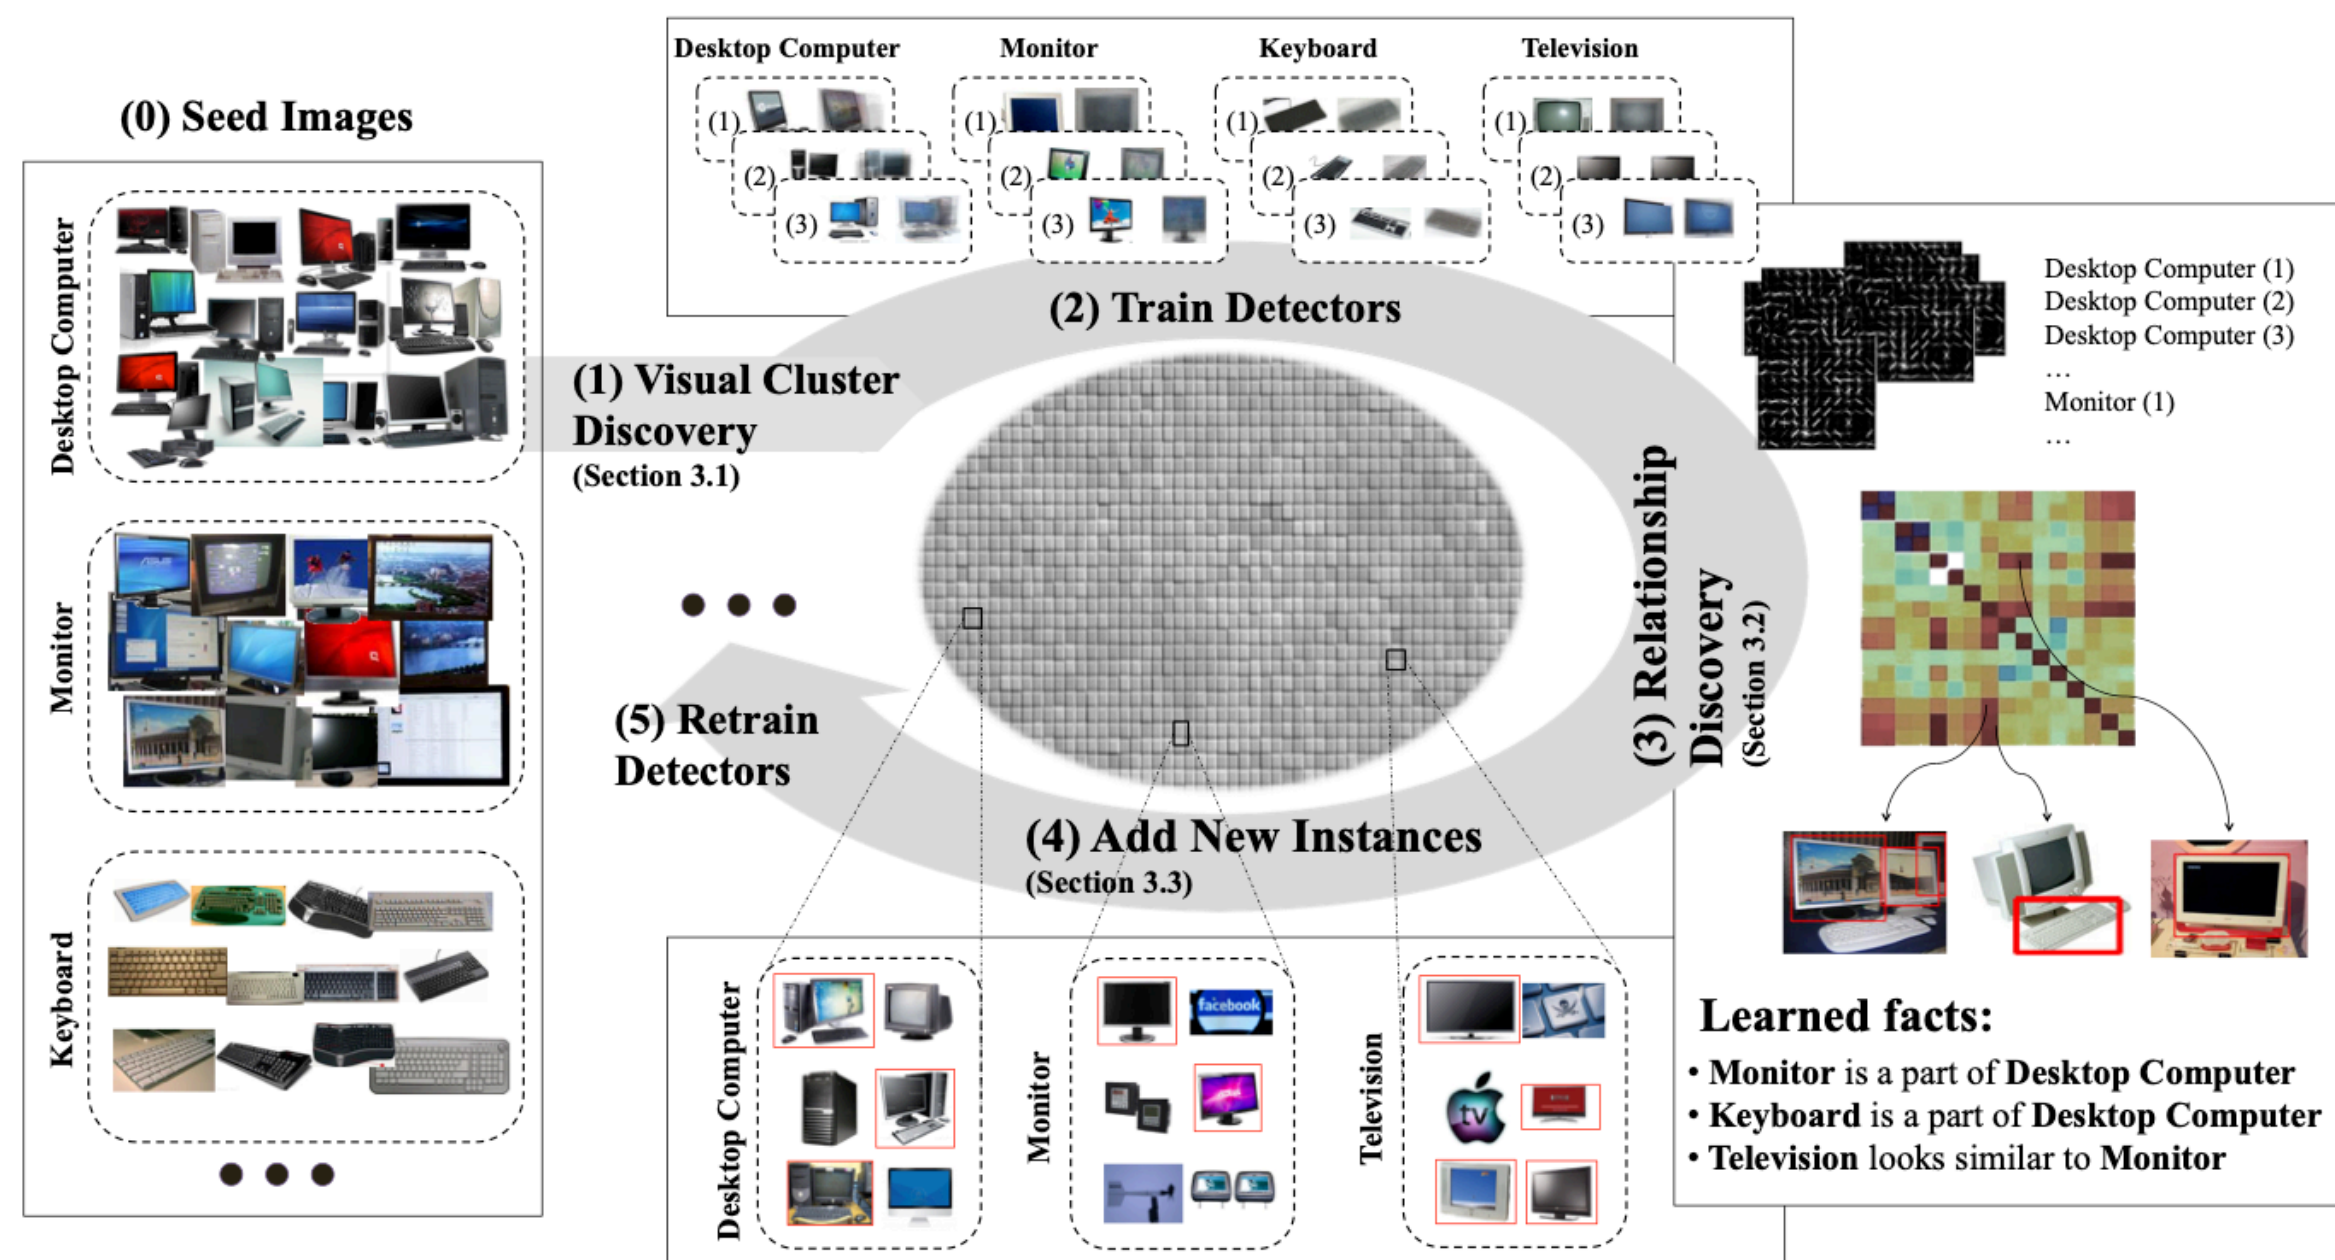 (0) Seed Images
Desktop Computer
Monitor
Keyboard
Desktop Computer
(1)
(2)
(3)
Monitor
(1)
(2)
(3)
Keyboard
(1)
(2)
(3)
Television
(1)
(2)
(3)
(1) Visual Cluster
Discovery
(Section 3.1)
(2) Train Detectors
(3) Relationship
Discovery
(Section 3.2)
Desktop Computer (1)
Desktop Computer (2)
Desktop Computer (3)
...
Monitor (1)
...
(4) Add New Instances
(Section 3.3)
(5) Retrain
Detectors
Desktop Computer
Monitor
facebook
Television
tv
Learned facts:
• Monitor is a part of Desktop Computer
• Keyboard is a part of Desktop Computer
• Television looks similar to Monitor